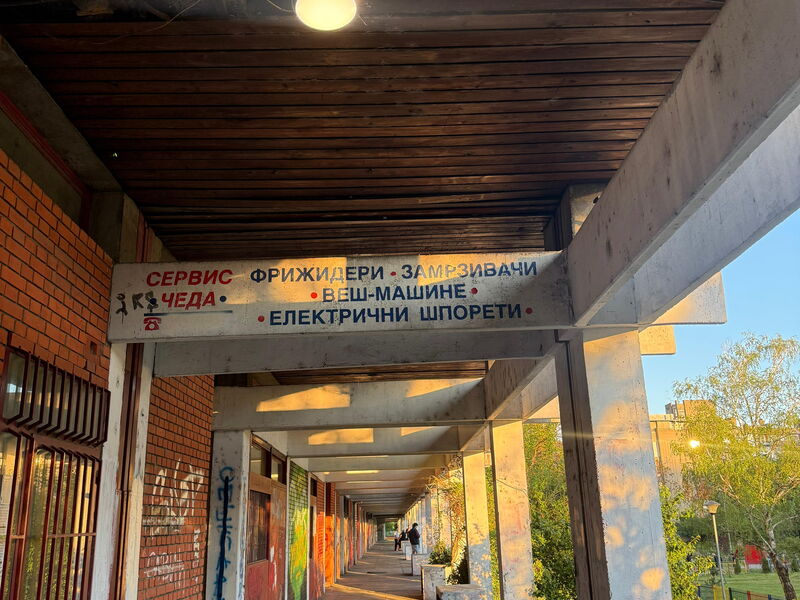 СЕРВИС
ЧЕДА •
ФРИЖИДЕРИ • ЗАМРЗИВАЧИ
• ВЕШ-МАШИНЕ •
• ЕЛЕКТРИЧНИ ШПОРЕТИ •